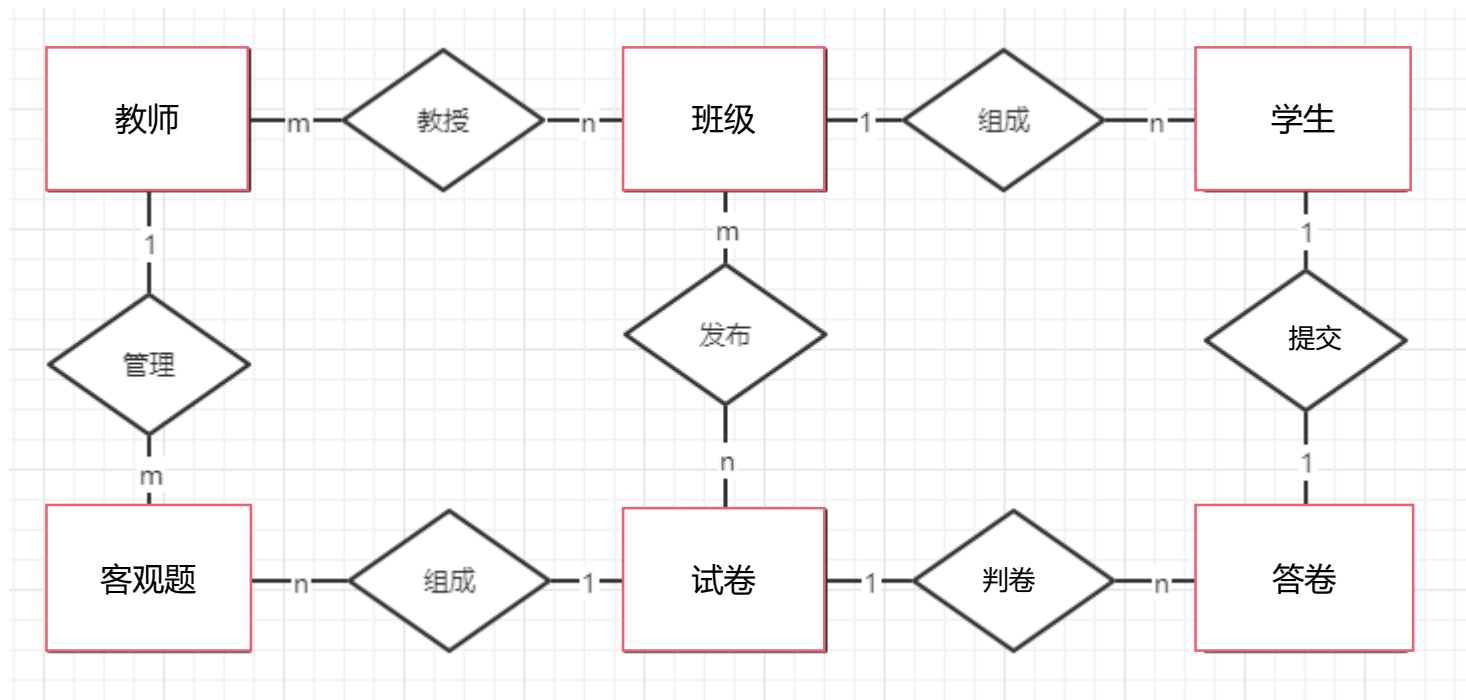 教师 m 教授 n 班级 1 组成 n 学生
1 m 1
管理 发布 提交
m n 1
客观题 n 组成 1 试卷 1 判卷 n 答卷